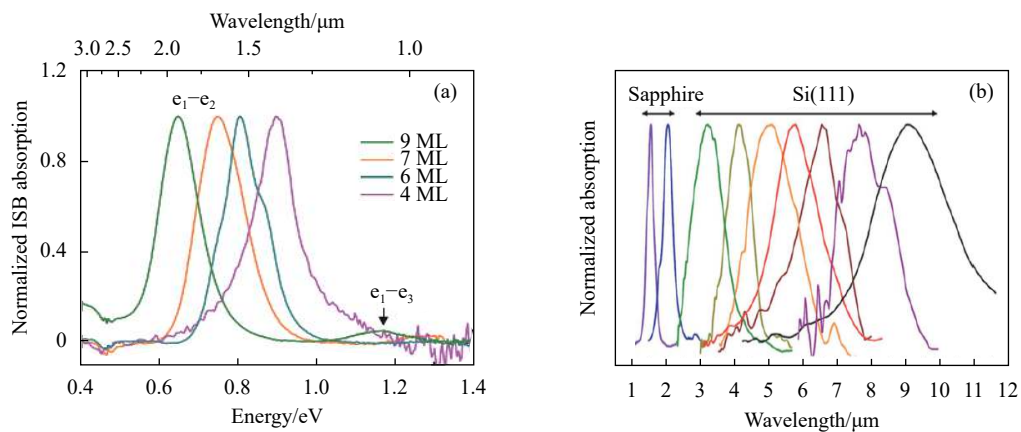 Wavelength/μm
3.0 2.5 2.0 1.5 1.0
1.2
0.8
0.4
0
Normalized ISB absorption
(a)
e₁−e₂
9 ML
7 ML
6 ML
4 ML
e₁−e₃
0.4 0.6 0.8 1.0 1.2 1.4
Energy/eV
(b)
Sapphire Si(111)
Normalized absorption
1 2 3 4 5 6 7 8 9 10 11 12
Wavelength/μm